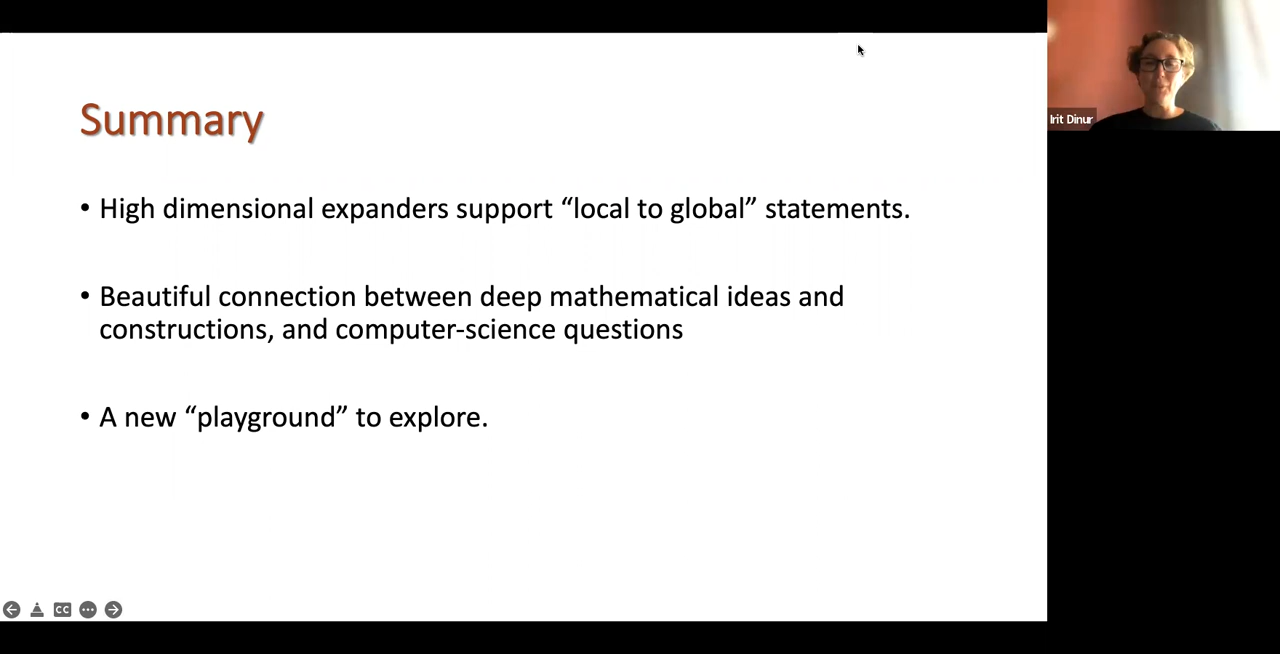 Summary
• High dimensional expanders support “local to global” statements.
• Beautiful connection between deep mathematical ideas and
constructions, and computer-science questions
• A new “playground” to explore.
Irit Dinur
CC